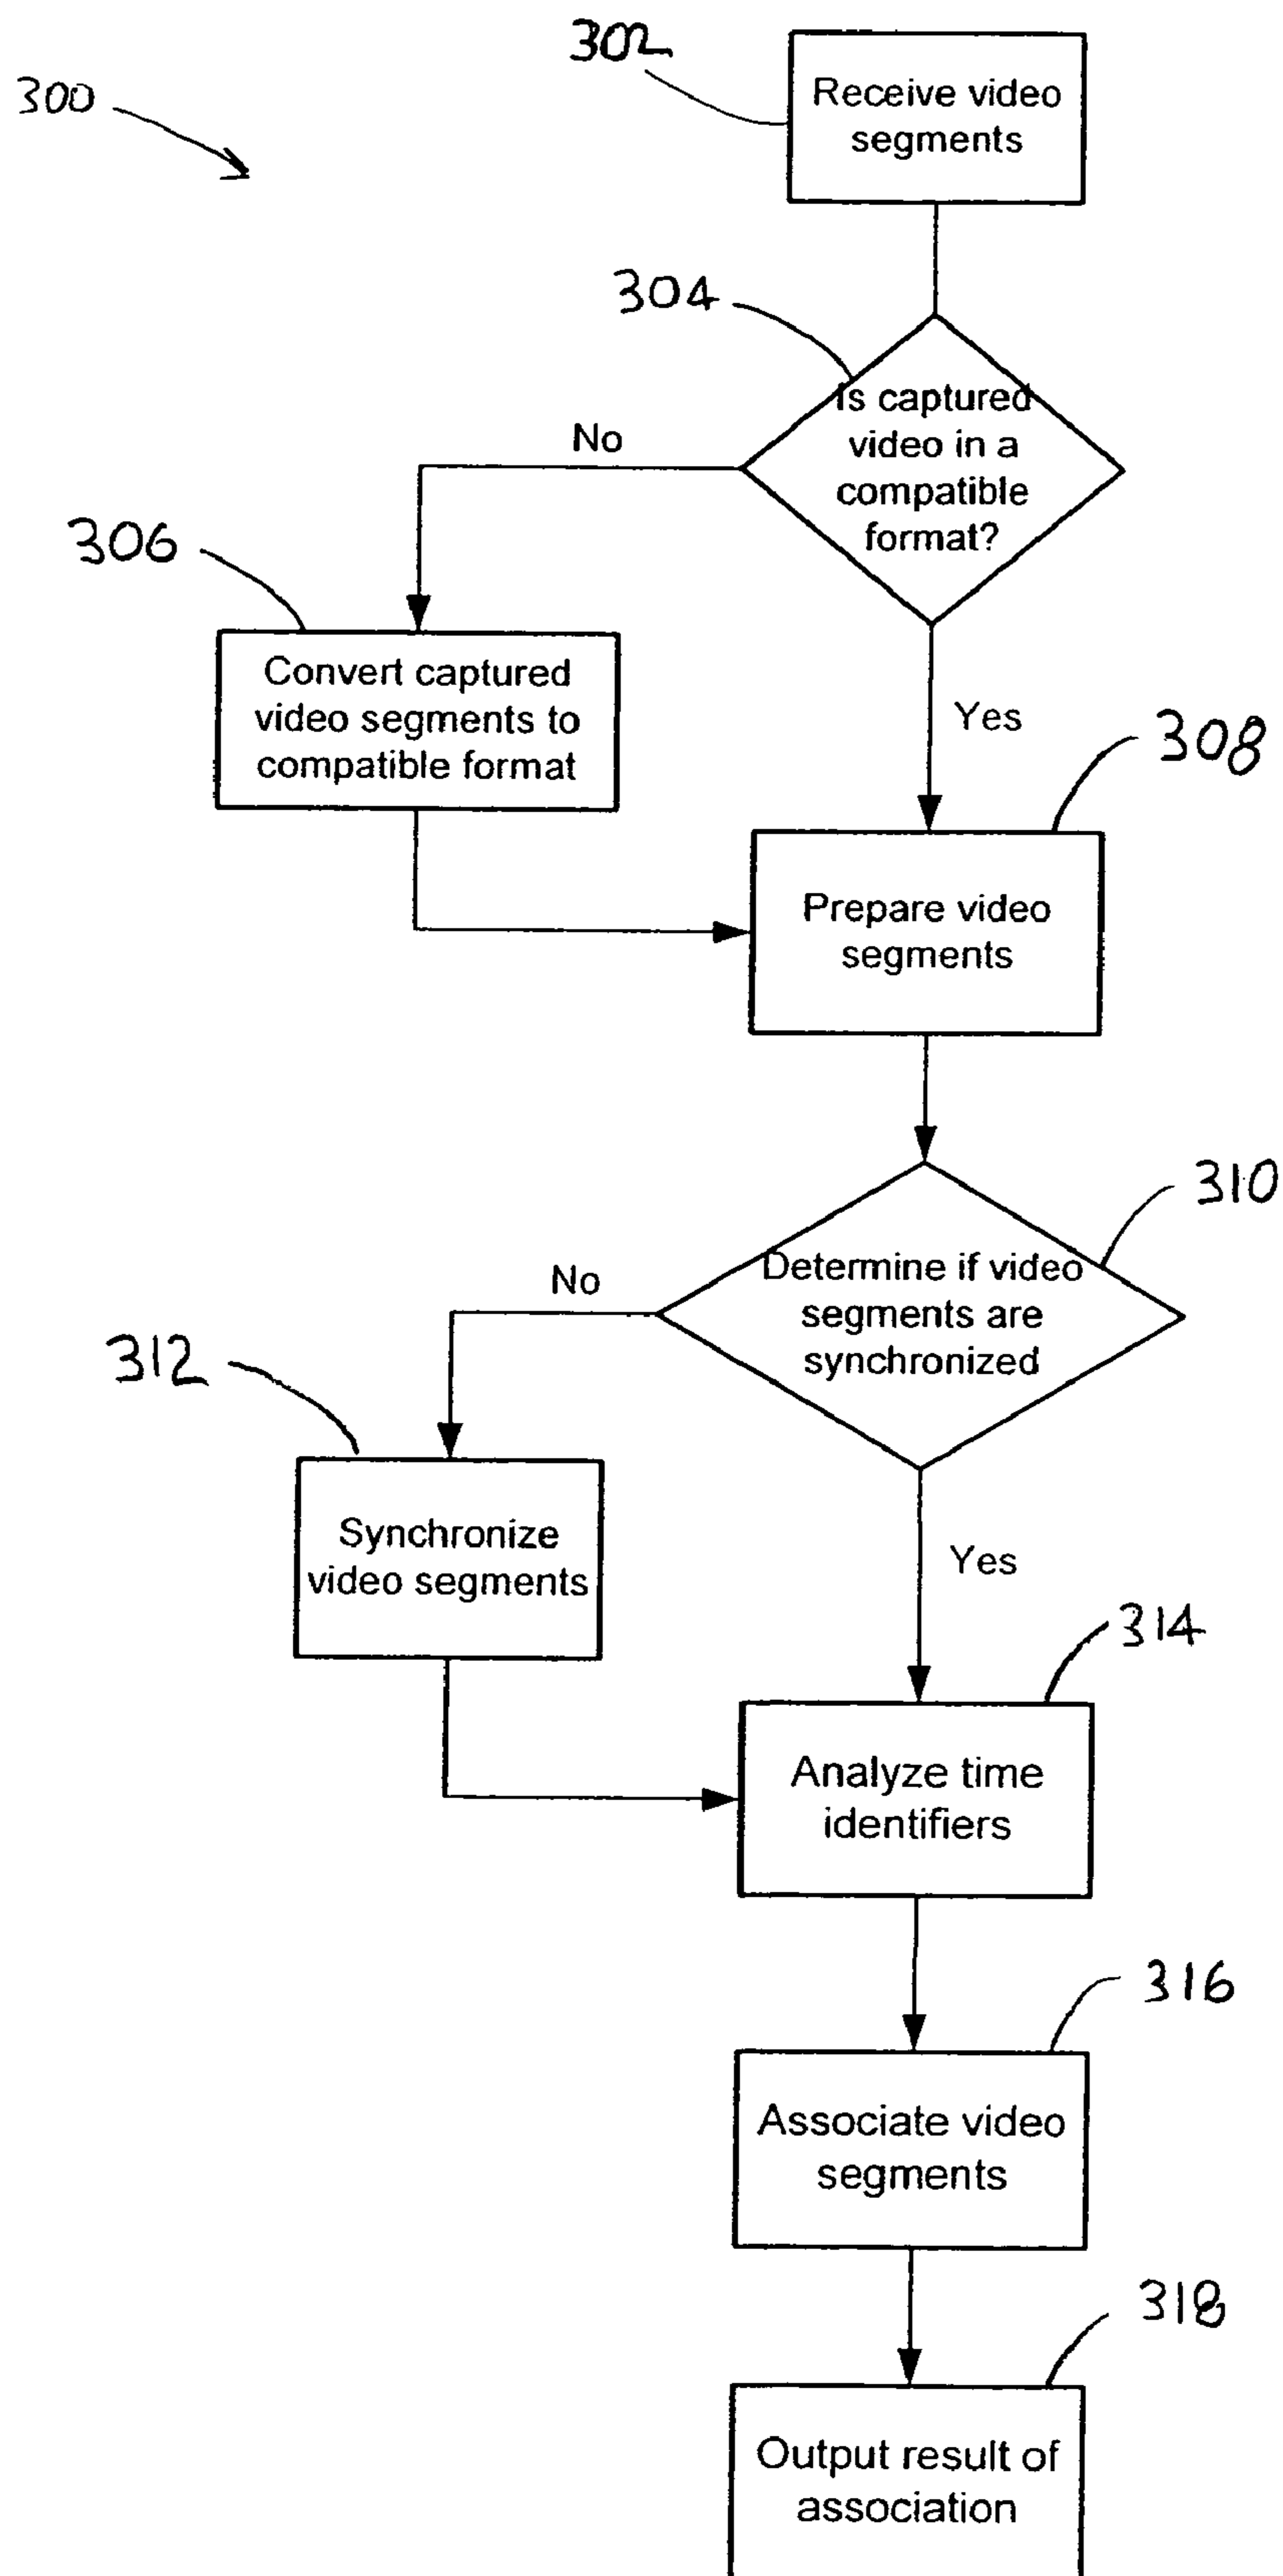 302
300
Receive video
segments
304
Is captured
video in a
compatible
format?
No
306
Convert captured
video segments to
compatible format
Yes
308
Prepare video
segments
310
Determine if video
segments are
synchronized
No
312
Synchronize
video segments
Yes
314
Analyze time
identifiers
316
Associate video
segments
318
Output result of
association